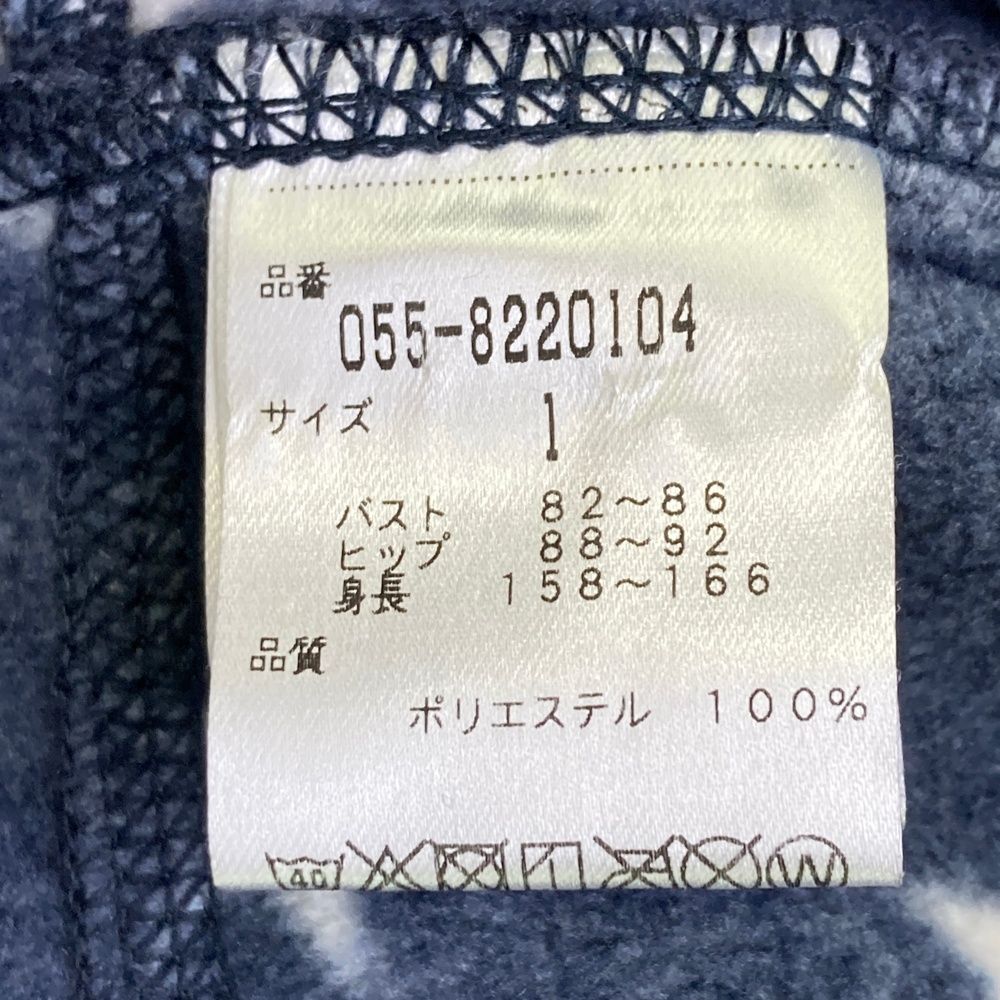 品番
055-8220104
サイズ 1
バスト 82～86
ヒップ 88～92
身長 158～166
品質
ポリエステル 100%
40
W